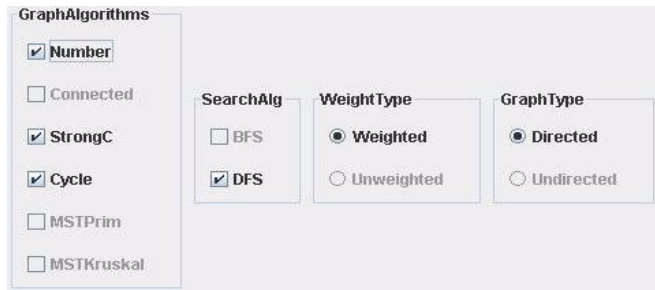 GraphAlgorithms
Number
Connected
StrongC
Cycle
MSTPrim
MSTKruskal
SearchAlg
BFS
DFS
WeightType
Weighted
Unweighted
GraphType
Directed
Undirected